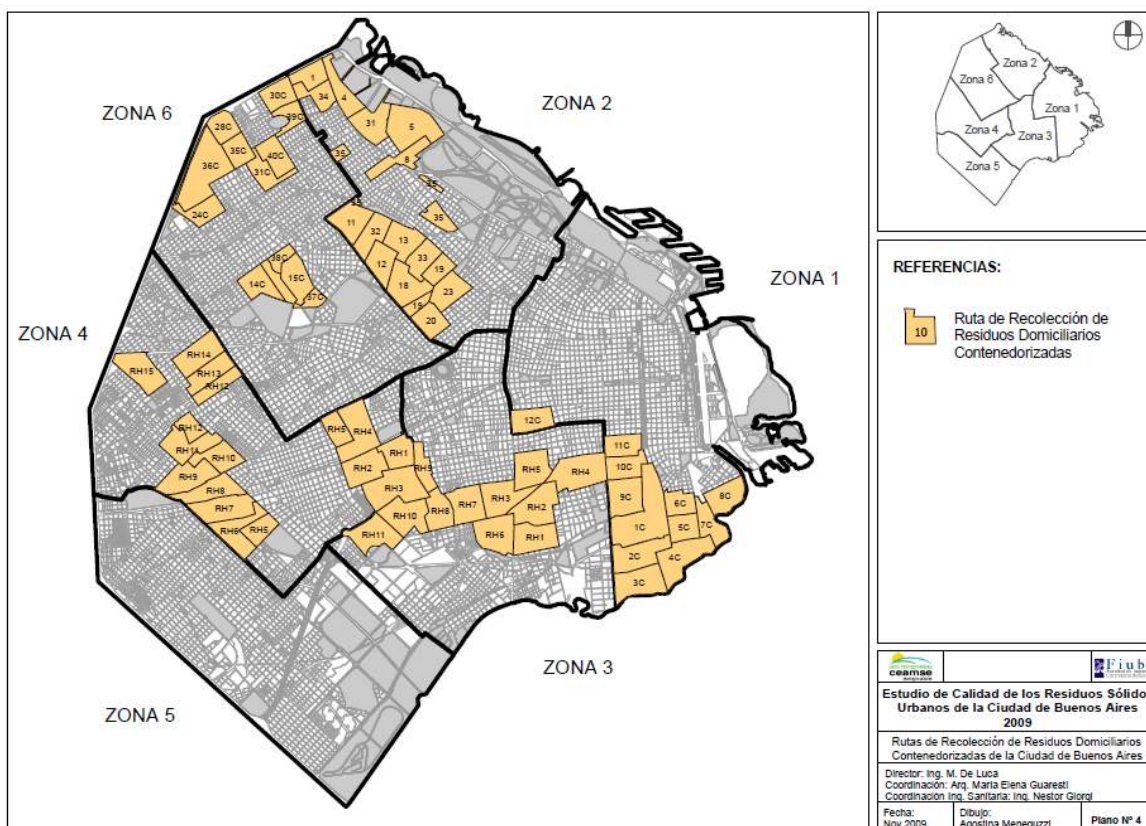 ZONA 6
ZONA 2
ZONA 1
ZONA 4
ZONA 3
ZONA 5
1
30C
34
4
39C
28C
31
5
35C
40C
36C
31C
35
8
24C
35
11
32
13
38C
12
33
14C
15C
18
19
37C
23
19
20
RH14
RH15
RH13
RH12
RH5
RH4
12C
RH12
RH1
11C
RH11
RH10
RH2
RH9
RH5
RH4
10C
RH9
RH3
RH8
RH7
RH3
9C
8C
RH7
RH10
RH8
RH2
6C
RH6
RH5
RH11
RH6
RH1
1C
5C
7C
2C
4C
3C
Zona 2
Zona 6
Zona 1
Zona 4
Zona 3
Zona 5
REFERENCIAS:
10
Ruta de Recolección de
Residuos Domiciliarios
Contenedorizadas
ceamse
Fiub
Estudio de Calidad de los Residuos Sólido
Urbanos de la Ciudad de Buenos Aires
2009
Rutas de Recolección de Residuos Domiciliarios
Contenedorizadas de la Ciudad de Buenos Aires
Director: Ing. M. De Luca
Coordinación: Arq. María Elena Guaresti
Coordinación Ing. Sanitaria: Ing. Nestor Giorgi
Fecha:
Nov 2009
Dibujo:
Agostina Meneguzzi
Plano Nº 4